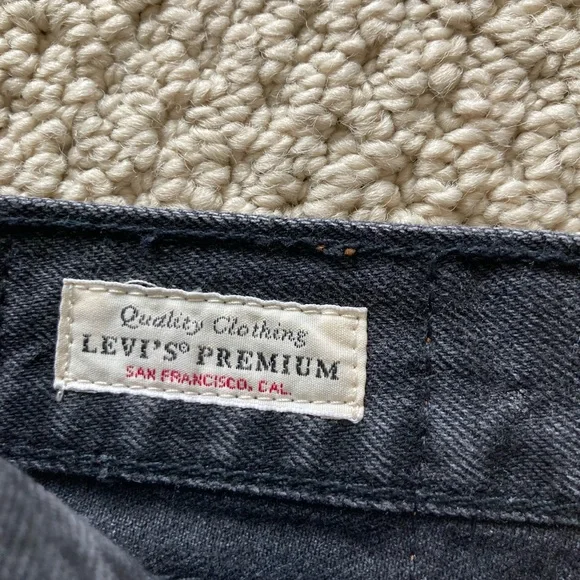 Quality Clothing
LEVI'S® PREMIUM
SAN FRANCISCO, CAL.